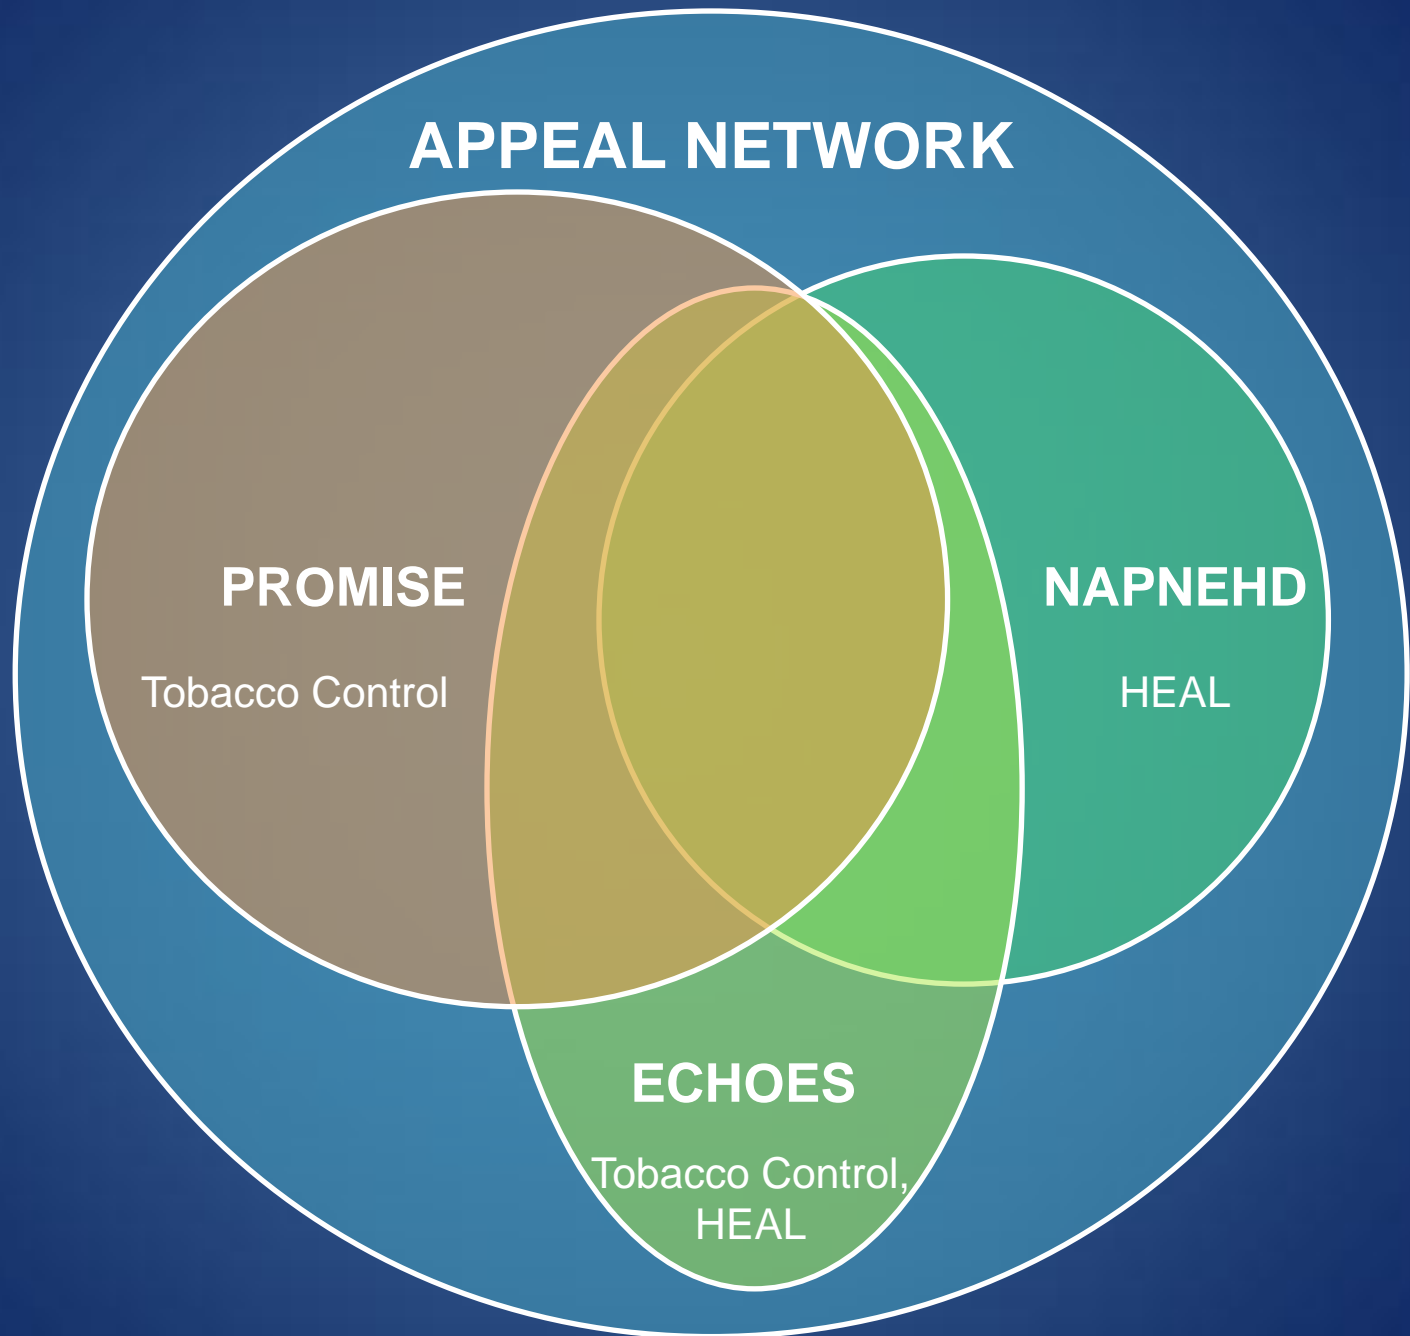 APPEAL NETWORK
PROMISE
Tobacco Control
NAPNEHD
HEAL
ECHOES
Tobacco Control,
HEAL